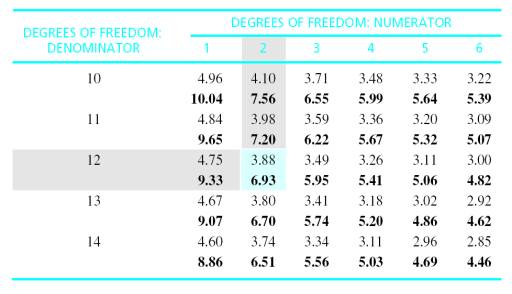 DEGREES OF FREEDOM: NUMERATOR
DEGREES OF FREEDOM:
DENOMINATOR 1 2 3 4 5 6
10 4.96 4.10 3.71 3.48 3.33 3.22
10.04 7.56 6.55 5.99 5.64 5.39
11 4.84 3.98 3.59 3.36 3.20 3.09
9.65 7.20 6.22 5.67 5.32 5.07
12 4.75 3.88 3.49 3.26 3.11 3.00
9.33 6.93 5.95 5.41 5.06 4.82
13 4.67 3.80 3.41 3.18 3.02 2.92
9.07 6.70 5.74 5.20 4.86 4.62
14 4.60 3.74 3.34 3.11 2.96 2.85
8.86 6.51 5.56 5.03 4.69 4.46